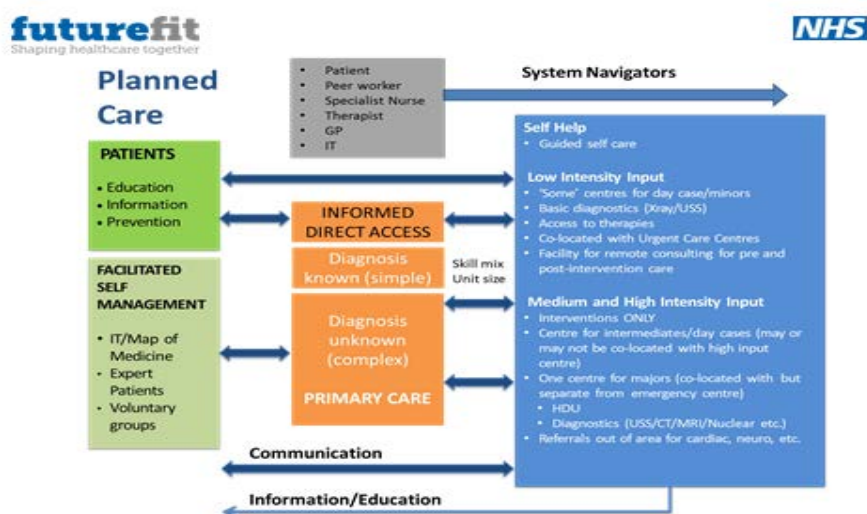 futurefit
Shaping healthcare together
NHS
Planned
Care
• Patient
• Peer worker
• Specialist Nurse
• Therapist
• GP
• IT
System Navigators
PATIENTS
• Education
• Information
• Prevention
FACILITATED
SELF
MANAGEMENT
• IT/Map of
Medicine
• Expert
Patients
• Voluntary
groups
INFORMED
DIRECT ACCESS
Diagnosis
known (simple)
Diagnosis
unknown
(complex)
PRIMARY CARE
Skill mix
Unit size
Self Help
• Guided self care
Low Intensity Input
• 'Some' centres for day case/minors
• Basic diagnostics (Xray/USS)
• Access to therapies
• Co-located with Urgent Care Centres
• Facility for remote consulting for pre and
post-intervention care
Medium and High Intensity Input
• Interventions ONLY
• Centre for intermediates/day cases (may or
may not be co-located with high input
centre)
• One centre for majors (co-located with but
separate from emergency centre)
• HDU
• Diagnostics (USS/CT/MRI/Nuclear etc.)
• Referrals out of area for cardiac, neuro, etc.
Communication
Information/Education